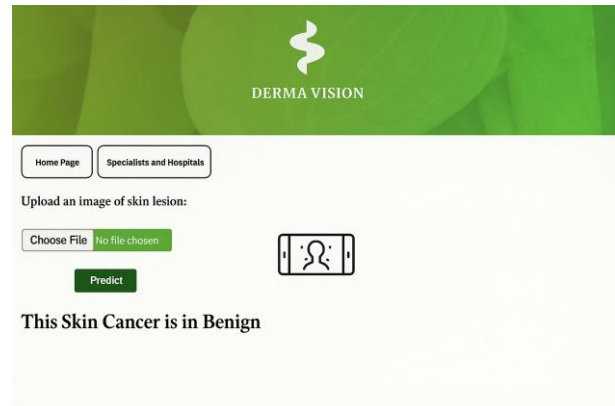 DERMA VISION
Home Page
Specialists and Hospitals
Upload an image of skin lesion:
Choose File No file chosen
Predict
This Skin Cancer is in Benign